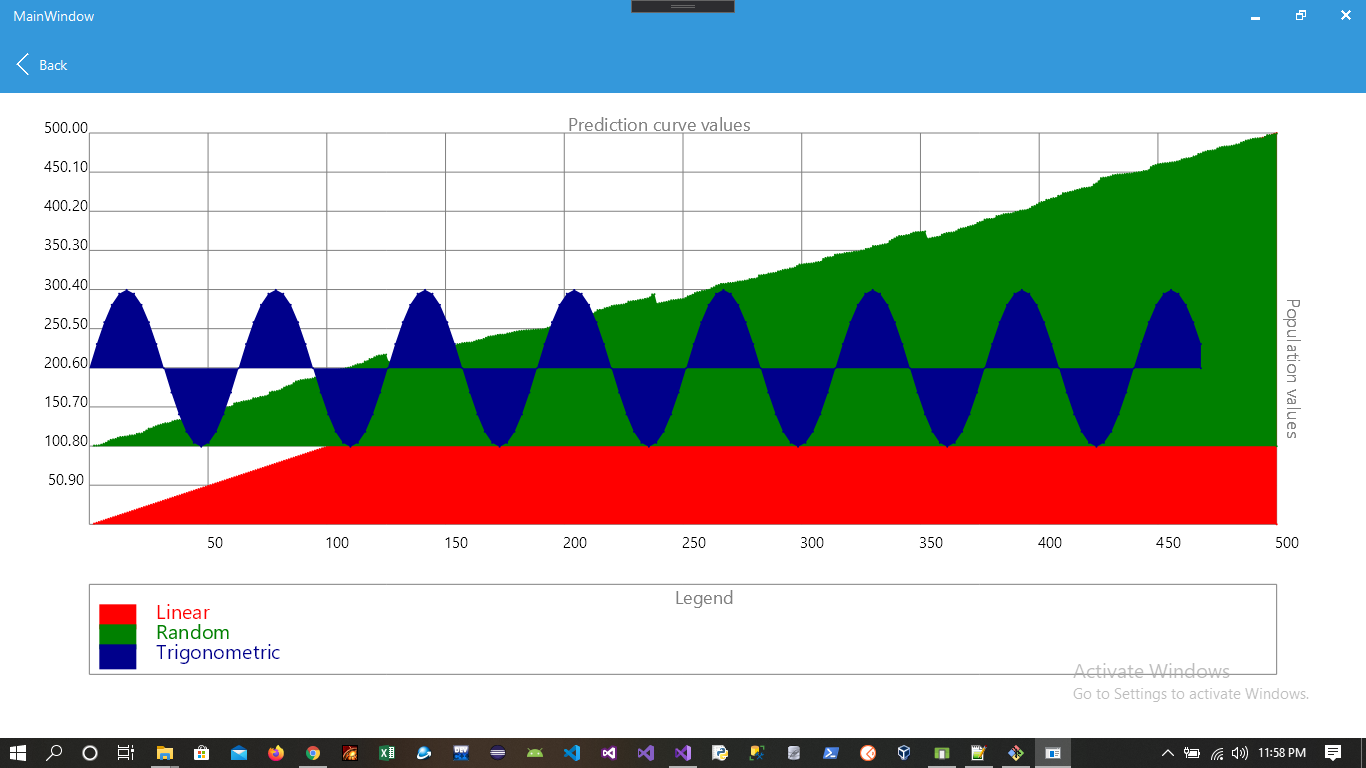 MainWindow
Back
Prediction curve values
500.00
450.10
400.20
350.30
300.40
250.50
200.60
150.70
100.80
50.90
Population values
50 100 150 200 250 300 350 400 450 500
Legend
Linear
Random
Trigonometric
Activate Windows
Go to Settings to activate Windows.
11:58 PM